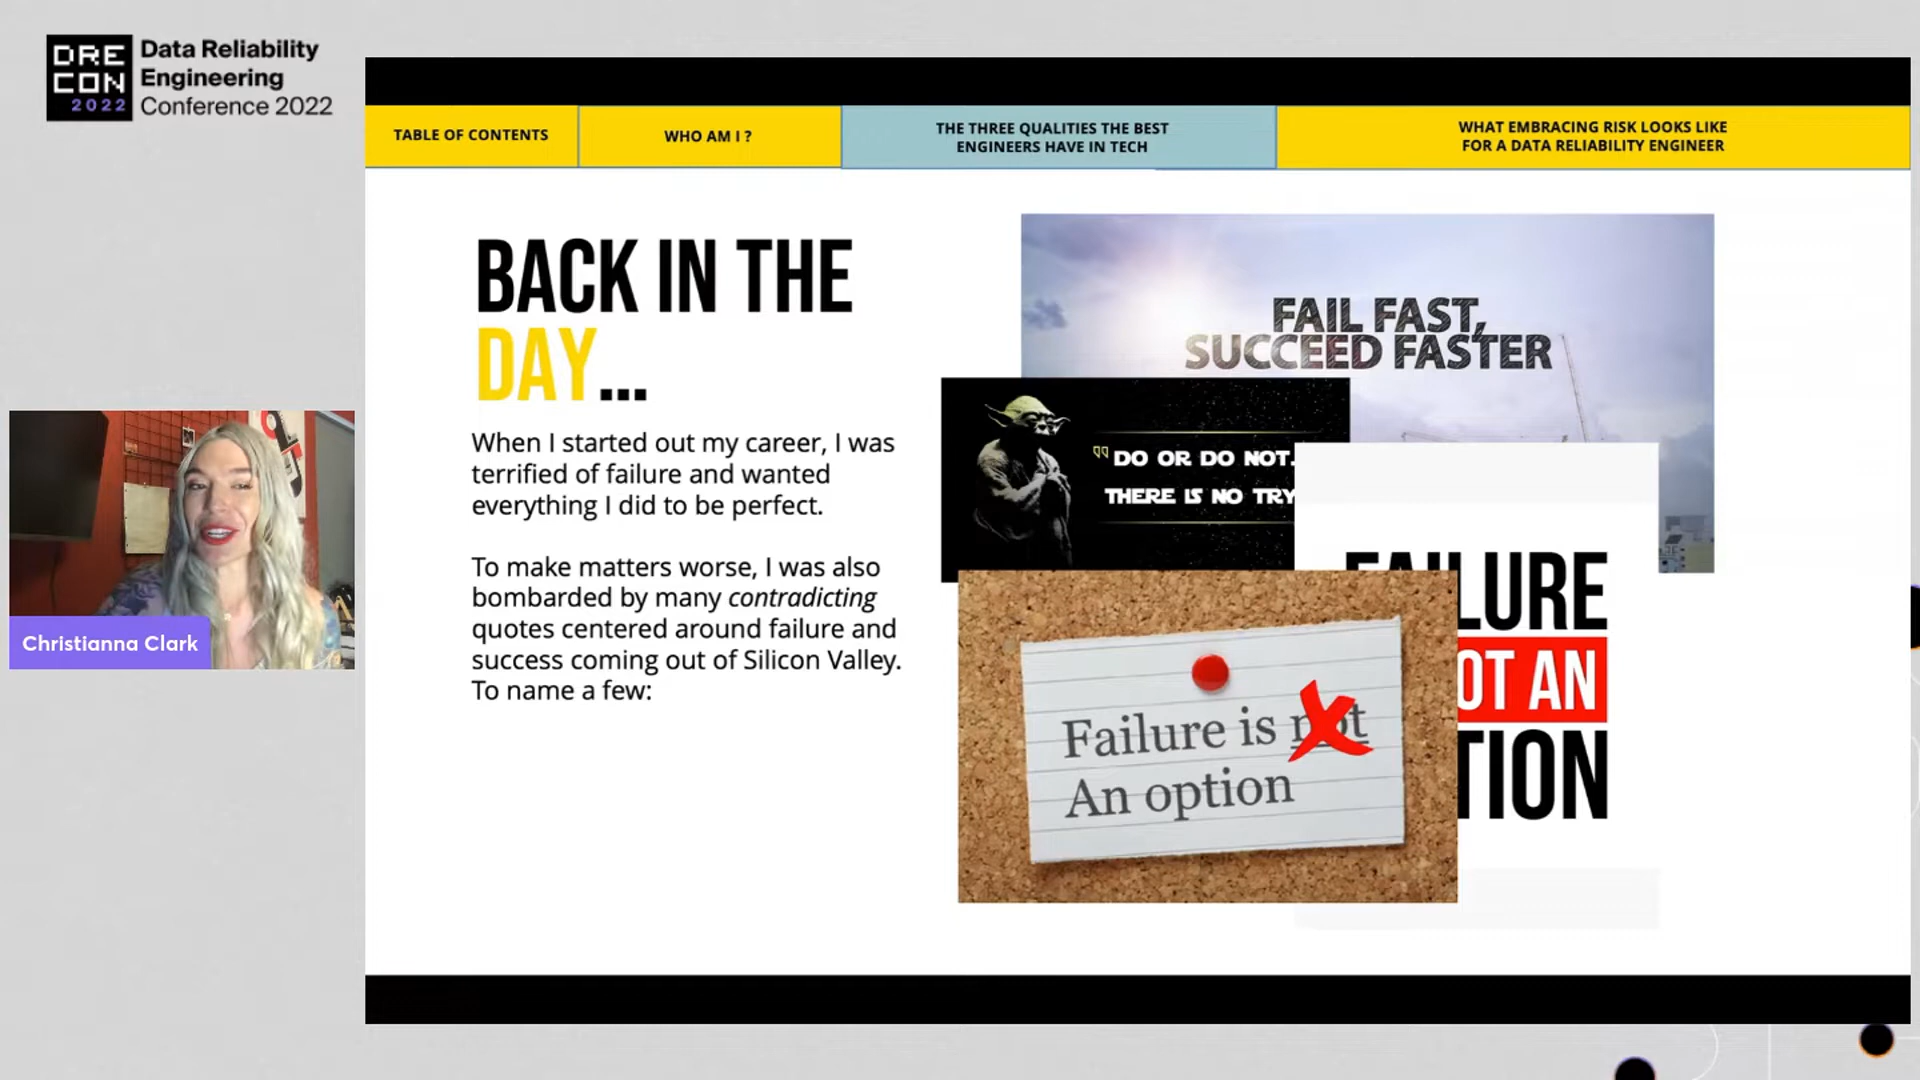 DRE
CON
2022
Data Reliability
Engineering
Conference 2022
TABLE OF CONTENTS
WHO AM I ?
THE THREE QUALITIES THE BEST
ENGINEERS HAVE IN TECH
WHAT EMBRACING RISK LOOKS LIKE
FOR A DATA RELIABILITY ENGINEER
BACK IN THE
DAY...
When I started out my career, I was
terrified of failure and wanted
everything I did to be perfect.
To make matters worse, I was also
bombarded by many contradicting
quotes centered around failure and
success coming out of Silicon Valley.
To name a few:
FAIL FAST,
SUCCEED FASTER
"DO OR DO NOT.
THERE IS NO TRY
FAILURE
OT AN
TION
Failure is not
An option
Christianna Clark